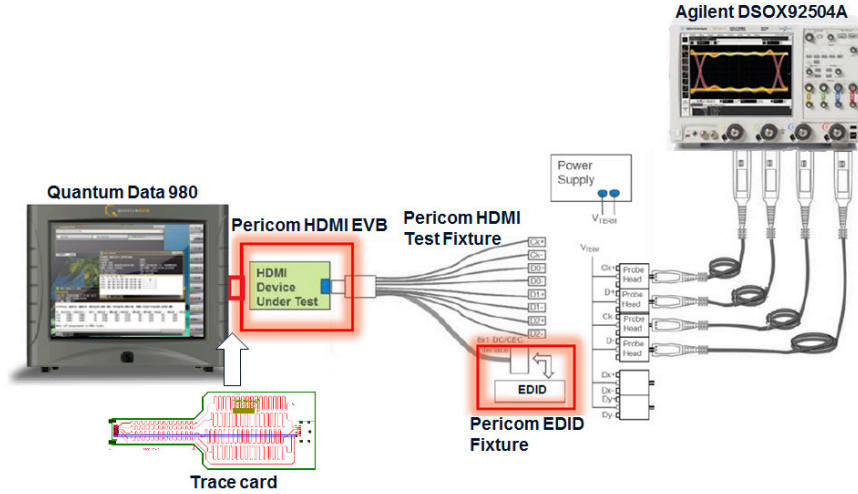 Agilent DSOX92504A
Power
Supply
VTERM
Quantum Data 980
Pericom HDMI EVB
Pericom HDMI
Test Fixture
HDMI
Device
Under Test
Ck+
Ck-
D0-
D0-
D1+
D1-
D2+
D2-
VTERM
Ck+
D+
Ck
D-
Probe
Head
Probe
Head
Probe
Head
Probe
Head
Dx+
Dx-
Dy+
Dy-
EDID
Pericom EDID
Fixture
Trace card